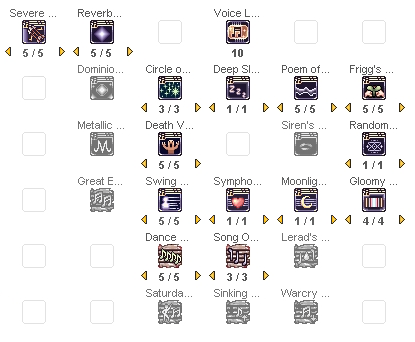 Severe ... Reverb... Voice L...
5 / 5 5 / 5 10
Dominio... Circle o... Deep Sl... Poem of... Frigg's ...
3 / 3 1 / 1 5 / 5 5 / 5
Metallic ... Death V... Siren's ... Random...
5 / 5 1 / 1
Great E... Swing ... Sympho... Moonlig... Gloomy ...
5 / 5 1 / 1 1 / 1 4 / 4
Dance ... Song O... Lerad's ...
5 / 5 3 / 3
Saturda... Sinking ... Warcry ...